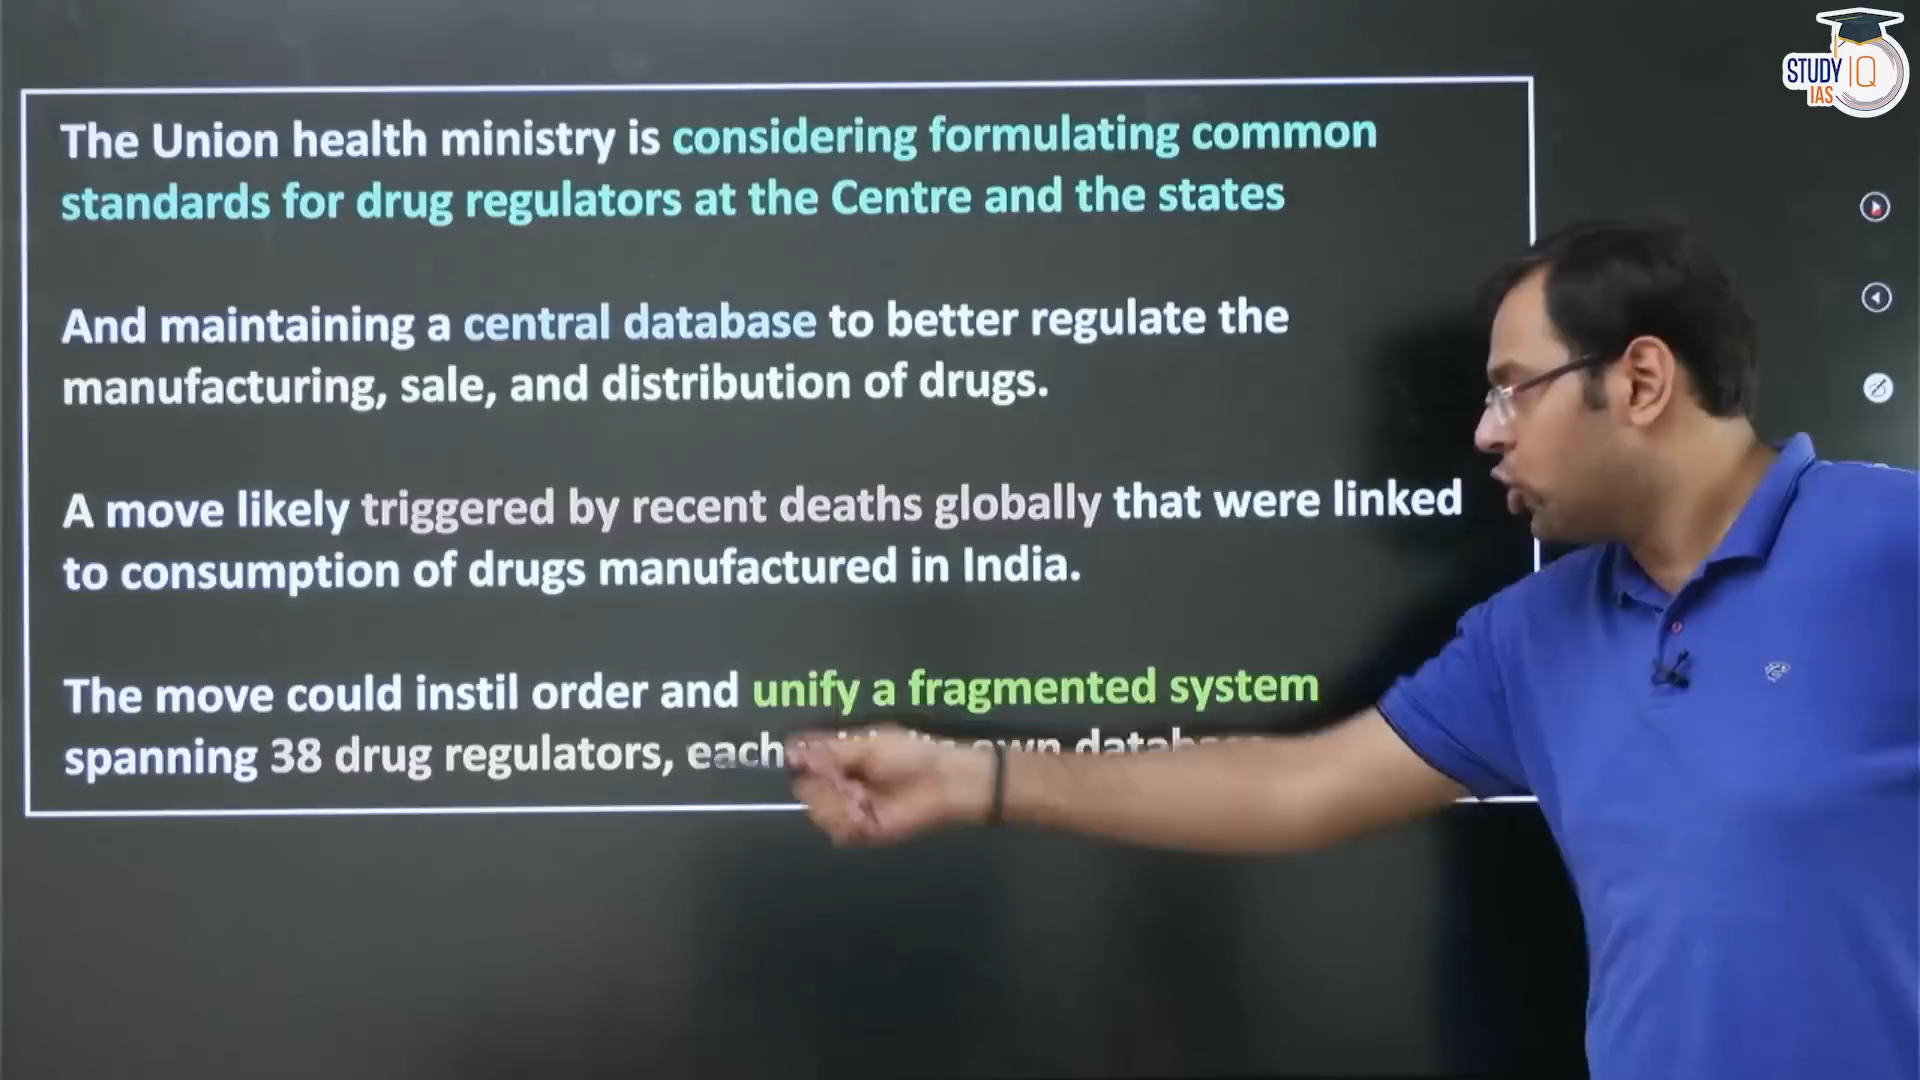 STUDY IQ
IAS
The Union health ministry is considering formulating common
standards for drug regulators at the Centre and the states
And maintaining a central database to better regulate the
manufacturing, sale, and distribution of drugs.
A move likely triggered by recent deaths globally that were linked
to consumption of drugs manufactured in India.
The move could instil order and unify a fragmented system
spanning 38 drug regulators, each own